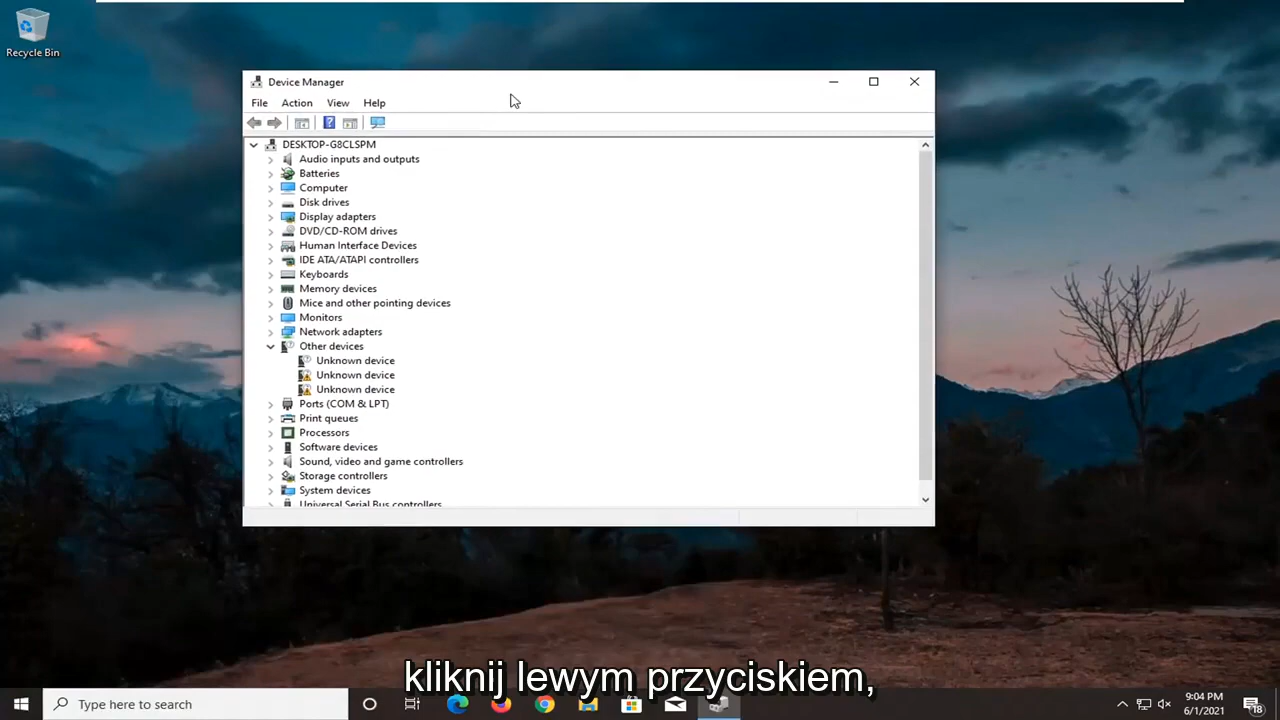 Recycle Bin
Device Manager
File Action View Help
DESKTOP-G8CLSPM
Audio inputs and outputs
Batteries
Computer
Disk drives
Display adapters
DVD/CD-ROM drives
Human Interface Devices
IDE ATA/ATAPI controllers
Keyboards
Memory devices
Mice and other pointing devices
Monitors
Network adapters
Other devices
Unknown device
Unknown device
Unknown device
Ports (COM & LPT)
Print queues
Processors
Software devices
Sound, video and game controllers
Storage controllers
System devices
Universal Serial Bus controllers
kliknij lewym przyciskiem,
Type here to search
9:04 PM
6/1/2021
18